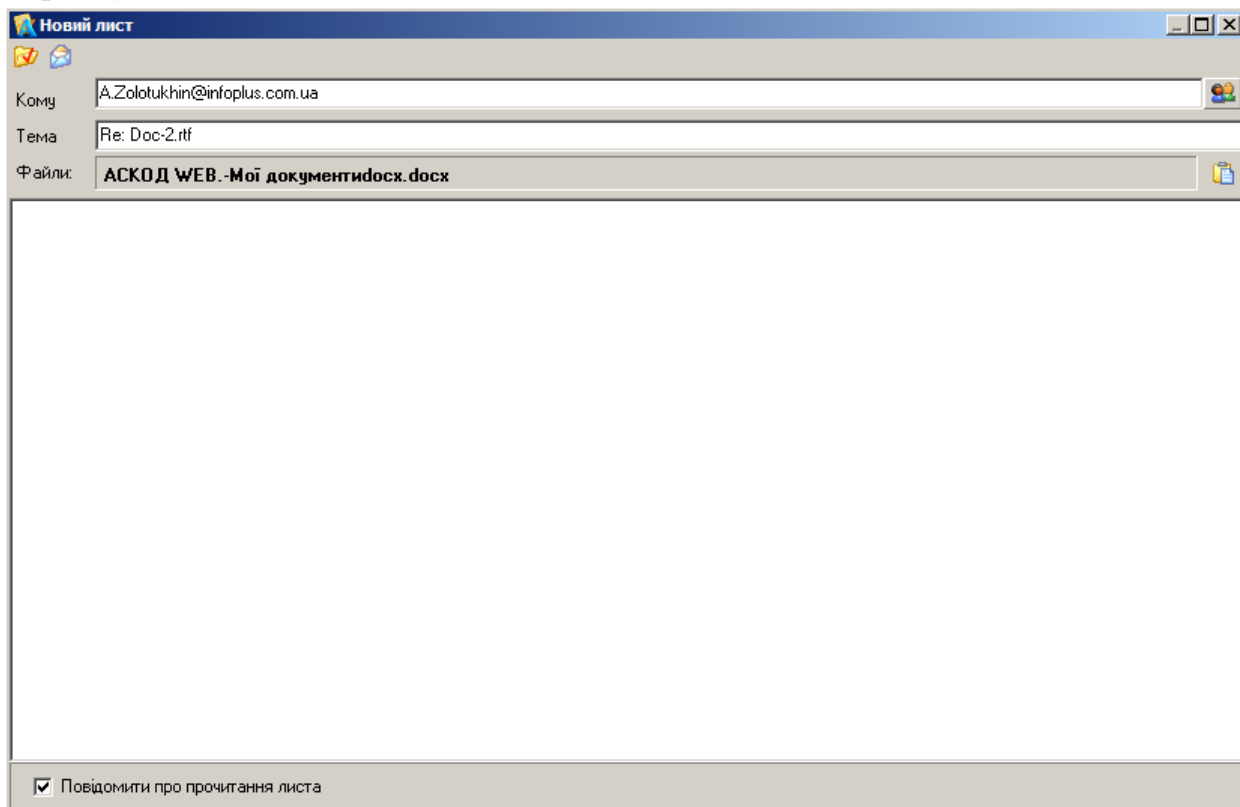 Новий лист
Кому A.Zolotukhin@infoplus.com.ua
Тема Re: Doc-2.rtf
Файли: АСКОД WEB.-Мої документиdocx.docx
Повідомити про прочитання листа